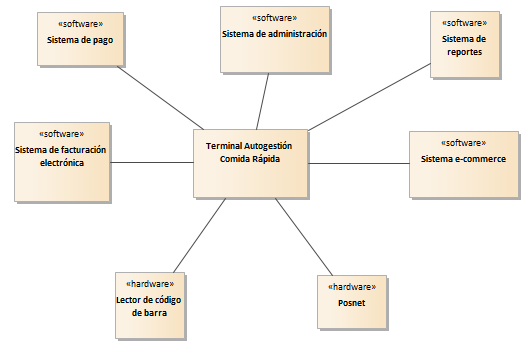 «software»
Sistema de pago
«software»
Sistema de administración
«software»
Sistema de
reportes
«software»
Sistema de facturación
electrónica
Terminal Autogestión
Comida Rápida
«software»
Sistema e-commerce
«hardware»
Lector de código
de barra
«hardware»
Posnet